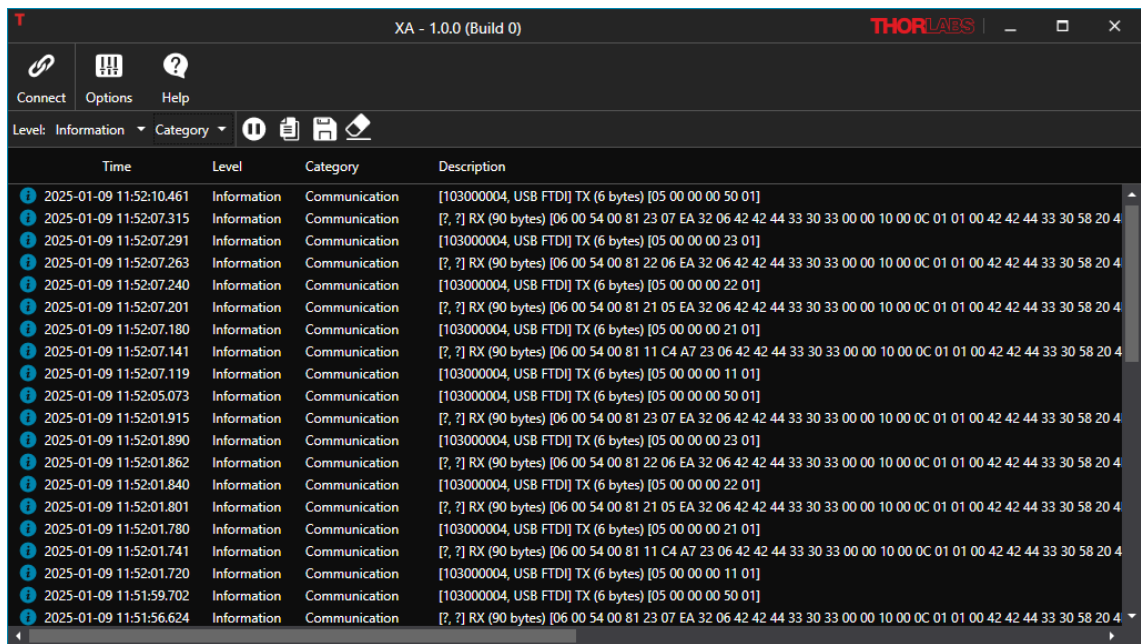 T
XA - 1.0.0 (Build 0)
THORLABS
Connect
Options
Help
Level: Information
Category
Time Level Category Description
2025-01-09 11:52:10.461 Information Communication [103000004, USB FTDI] TX (6 bytes) [05 00 00 00 50 01]
2025-01-09 11:52:07.315 Information Communication [?, ?] RX (90 bytes) [06 00 54 00 81 23 07 EA 32 06 42 42 44 33 30 33 00 00 10 00 0C 01 01 00 42 42 44 33 30 58 20 4
2025-01-09 11:52:07.291 Information Communication [103000004, USB FTDI] TX (6 bytes) [05 00 00 00 23 01]
2025-01-09 11:52:07.263 Information Communication [?, ?] RX (90 bytes) [06 00 54 00 81 22 06 EA 32 06 42 42 44 33 30 33 00 00 10 00 0C 01 01 00 42 42 44 33 30 58 20 4
2025-01-09 11:52:07.240 Information Communication [103000004, USB FTDI] TX (6 bytes) [05 00 00 00 22 01]
2025-01-09 11:52:07.201 Information Communication [?, ?] RX (90 bytes) [06 00 54 00 81 21 05 EA 32 06 42 42 44 33 30 33 00 00 10 00 0C 01 01 00 42 42 44 33 30 58 20 4
2025-01-09 11:52:07.180 Information Communication [103000004, USB FTDI] TX (6 bytes) [05 00 00 00 21 01]
2025-01-09 11:52:07.141 Information Communication [?, ?] RX (90 bytes) [06 00 54 00 81 11 C4 A7 23 06 42 42 44 33 30 33 00 00 10 00 0C 01 01 00 42 42 44 33 30 58 20 4
2025-01-09 11:52:07.119 Information Communication [103000004, USB FTDI] TX (6 bytes) [05 00 00 00 11 01]
2025-01-09 11:52:05.073 Information Communication [103000004, USB FTDI] TX (6 bytes) [05 00 00 00 50 01]
2025-01-09 11:52:01.915 Information Communication [?, ?] RX (90 bytes) [06 00 54 00 81 23 07 EA 32 06 42 42 44 33 30 33 00 00 10 00 0C 01 01 00 42 42 44 33 30 58 20 4
2025-01-09 11:52:01.890 Information Communication [103000004, USB FTDI] TX (6 bytes) [05 00 00 00 23 01]
2025-01-09 11:52:01.862 Information Communication [?, ?] RX (90 bytes) [06 00 54 00 81 22 06 EA 32 06 42 42 44 33 30 33 00 00 10 00 0C 01 01 00 42 42 44 33 30 58 20 4
2025-01-09 11:52:01.840 Information Communication [103000004, USB FTDI] TX (6 bytes) [05 00 00 00 22 01]
2025-01-09 11:52:01.801 Information Communication [?, ?] RX (90 bytes) [06 00 54 00 81 21 05 EA 32 06 42 42 44 33 30 33 00 00 10 00 0C 01 01 00 42 42 44 33 30 58 20 4
2025-01-09 11:52:01.780 Information Communication [103000004, USB FTDI] TX (6 bytes) [05 00 00 00 21 01]
2025-01-09 11:52:01.741 Information Communication [?, ?] RX (90 bytes) [06 00 54 00 81 11 C4 A7 23 06 42 42 44 33 30 33 00 00 10 00 0C 01 01 00 42 42 44 33 30 58 20 4
2025-01-09 11:52:01.720 Information Communication [103000004, USB FTDI] TX (6 bytes) [05 00 00 00 11 01]
2025-01-09 11:51:59.702 Information Communication [103000004, USB FTDI] TX (6 bytes) [05 00 00 00 50 01]
2025-01-09 11:51:56.624 Information Communication [?, ?] RX (90 bytes) [06 00 54 00 81 23 07 EA 32 06 42 42 44 33 30 33 00 00 10 00 0C 01 01 00 42 42 44 33 30 58 20 4